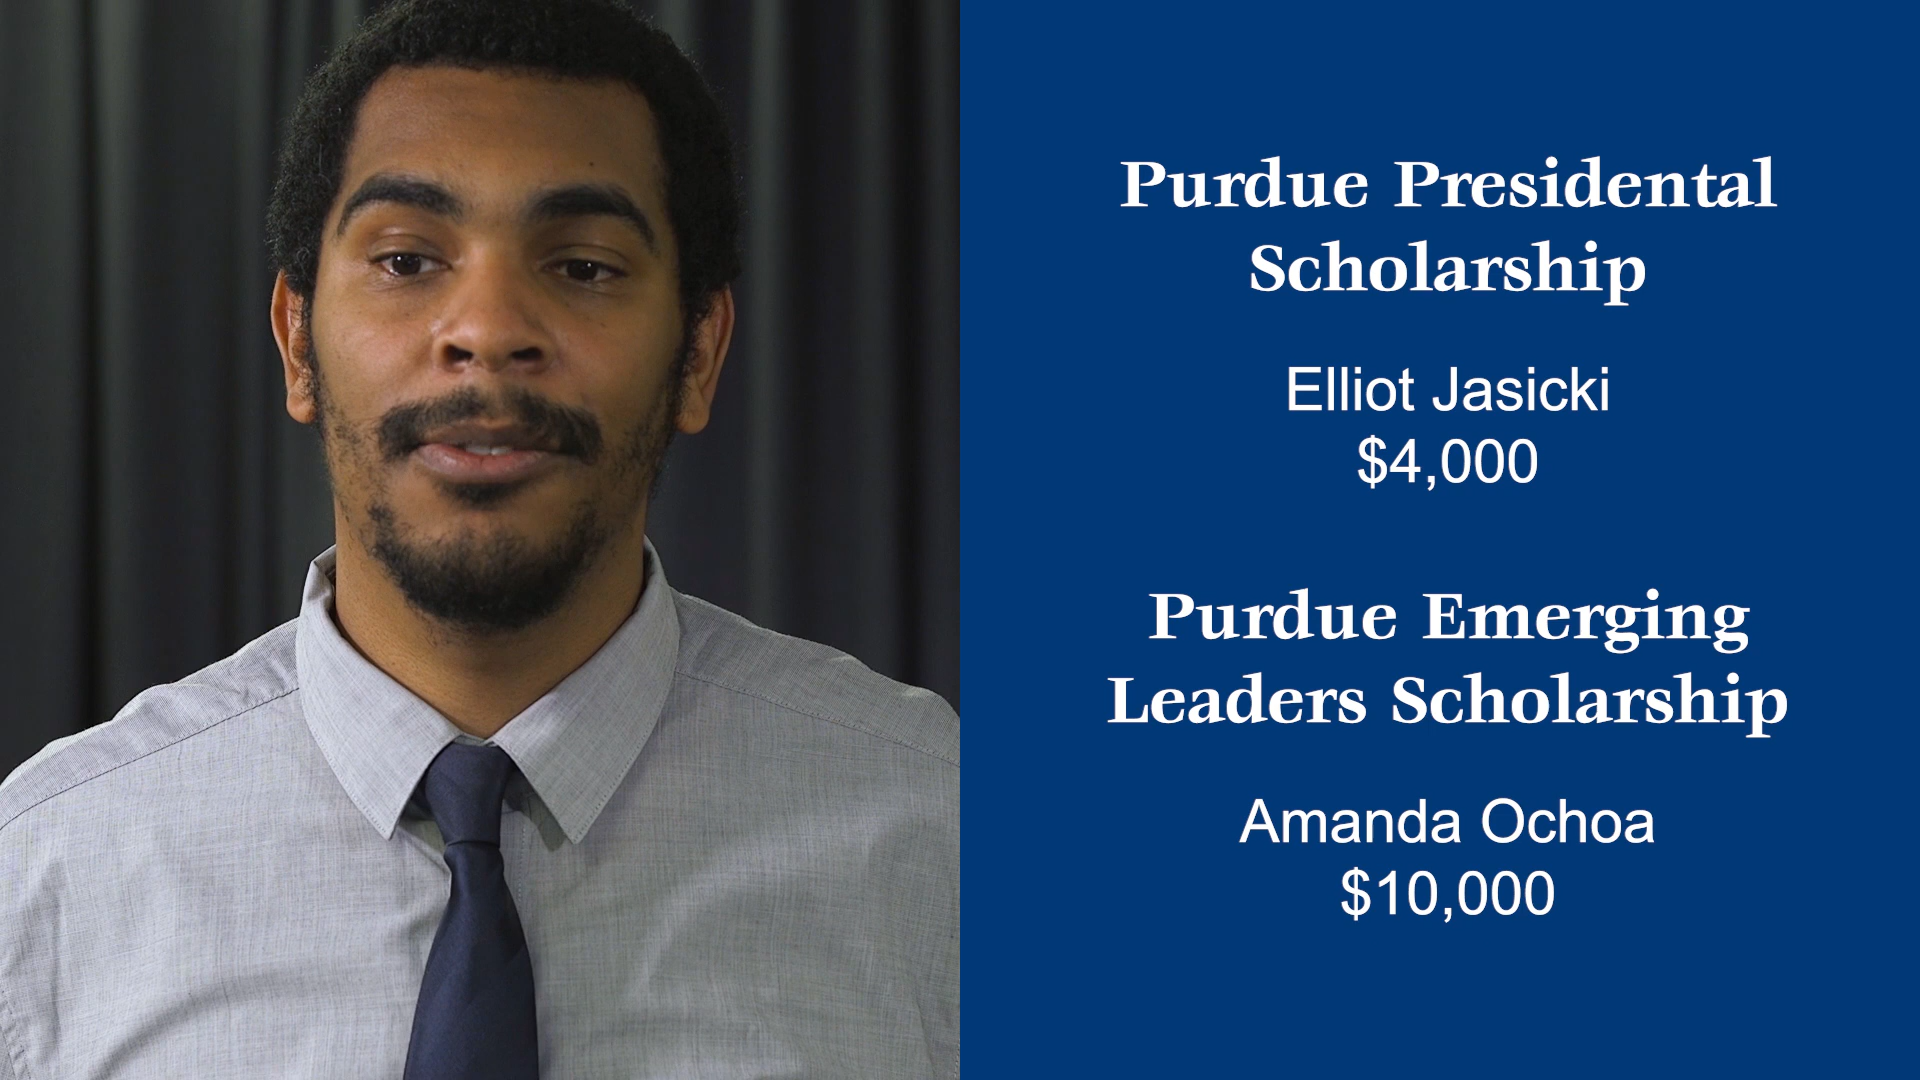 Purdue Presidental
Scholarship
Elliot Jasicki
$4,000
Purdue Emerging
Leaders Scholarship
Amanda Ochoa
$10,000